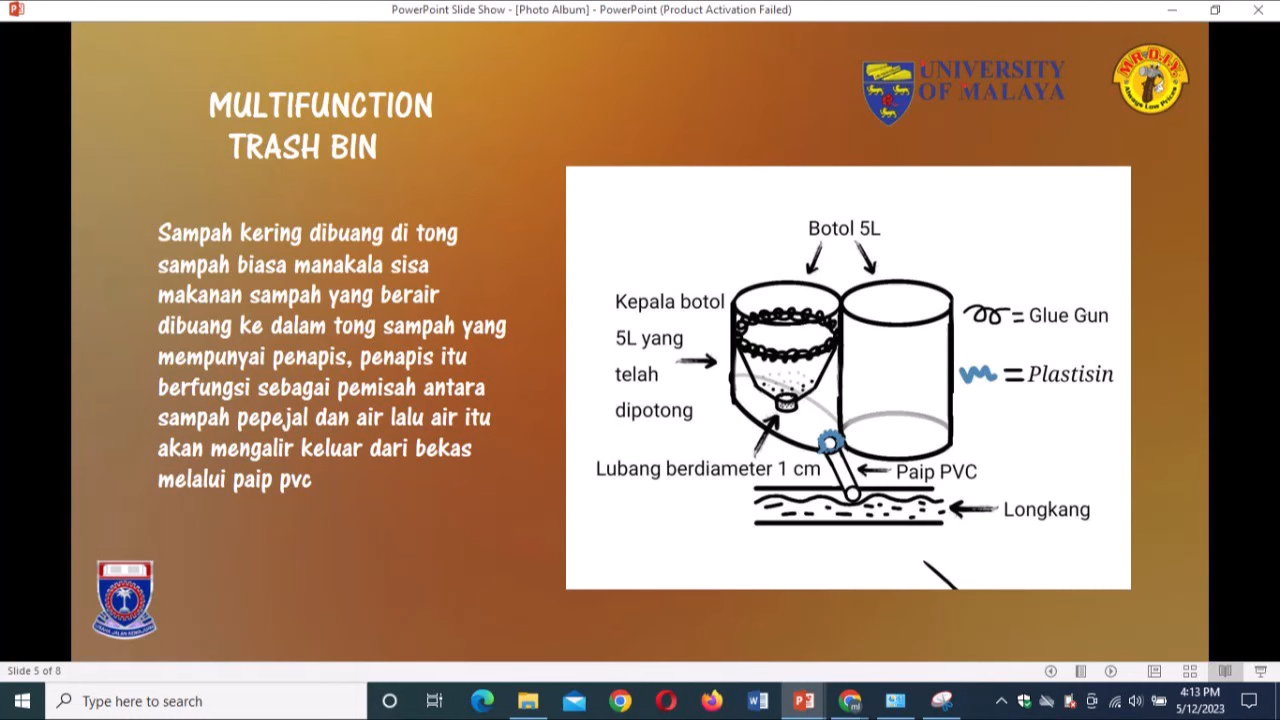 PowerPoint Slide Show - [Photo Album] - PowerPoint (Product Activation Failed)
UNIVERSITY
OF MALAYA
MR.D.I.Y.
Always Low Prices
MULTIFUNCTION
TRASH BIN
Sampah kering dibuang di tong
sampah biasa manakala sisa
makanan sampah yang berair
dibuang ke dalam tong sampah yang
mempunyai penapis, penapis itu
berfungsi sebagai pemisah antara
sampah pepejal dan air lalu air itu
akan mengalir keluar dari bekas
melalui paip pvc
Botol 5L
Kepala botol
5L yang
telah
dipotong
= Glue Gun
= Plastisin
Lubang berdiameter 1 cm
Paip PVC
Longkang
Slide 5 of 8
Type here to search
4:13 PM
5/12/2023